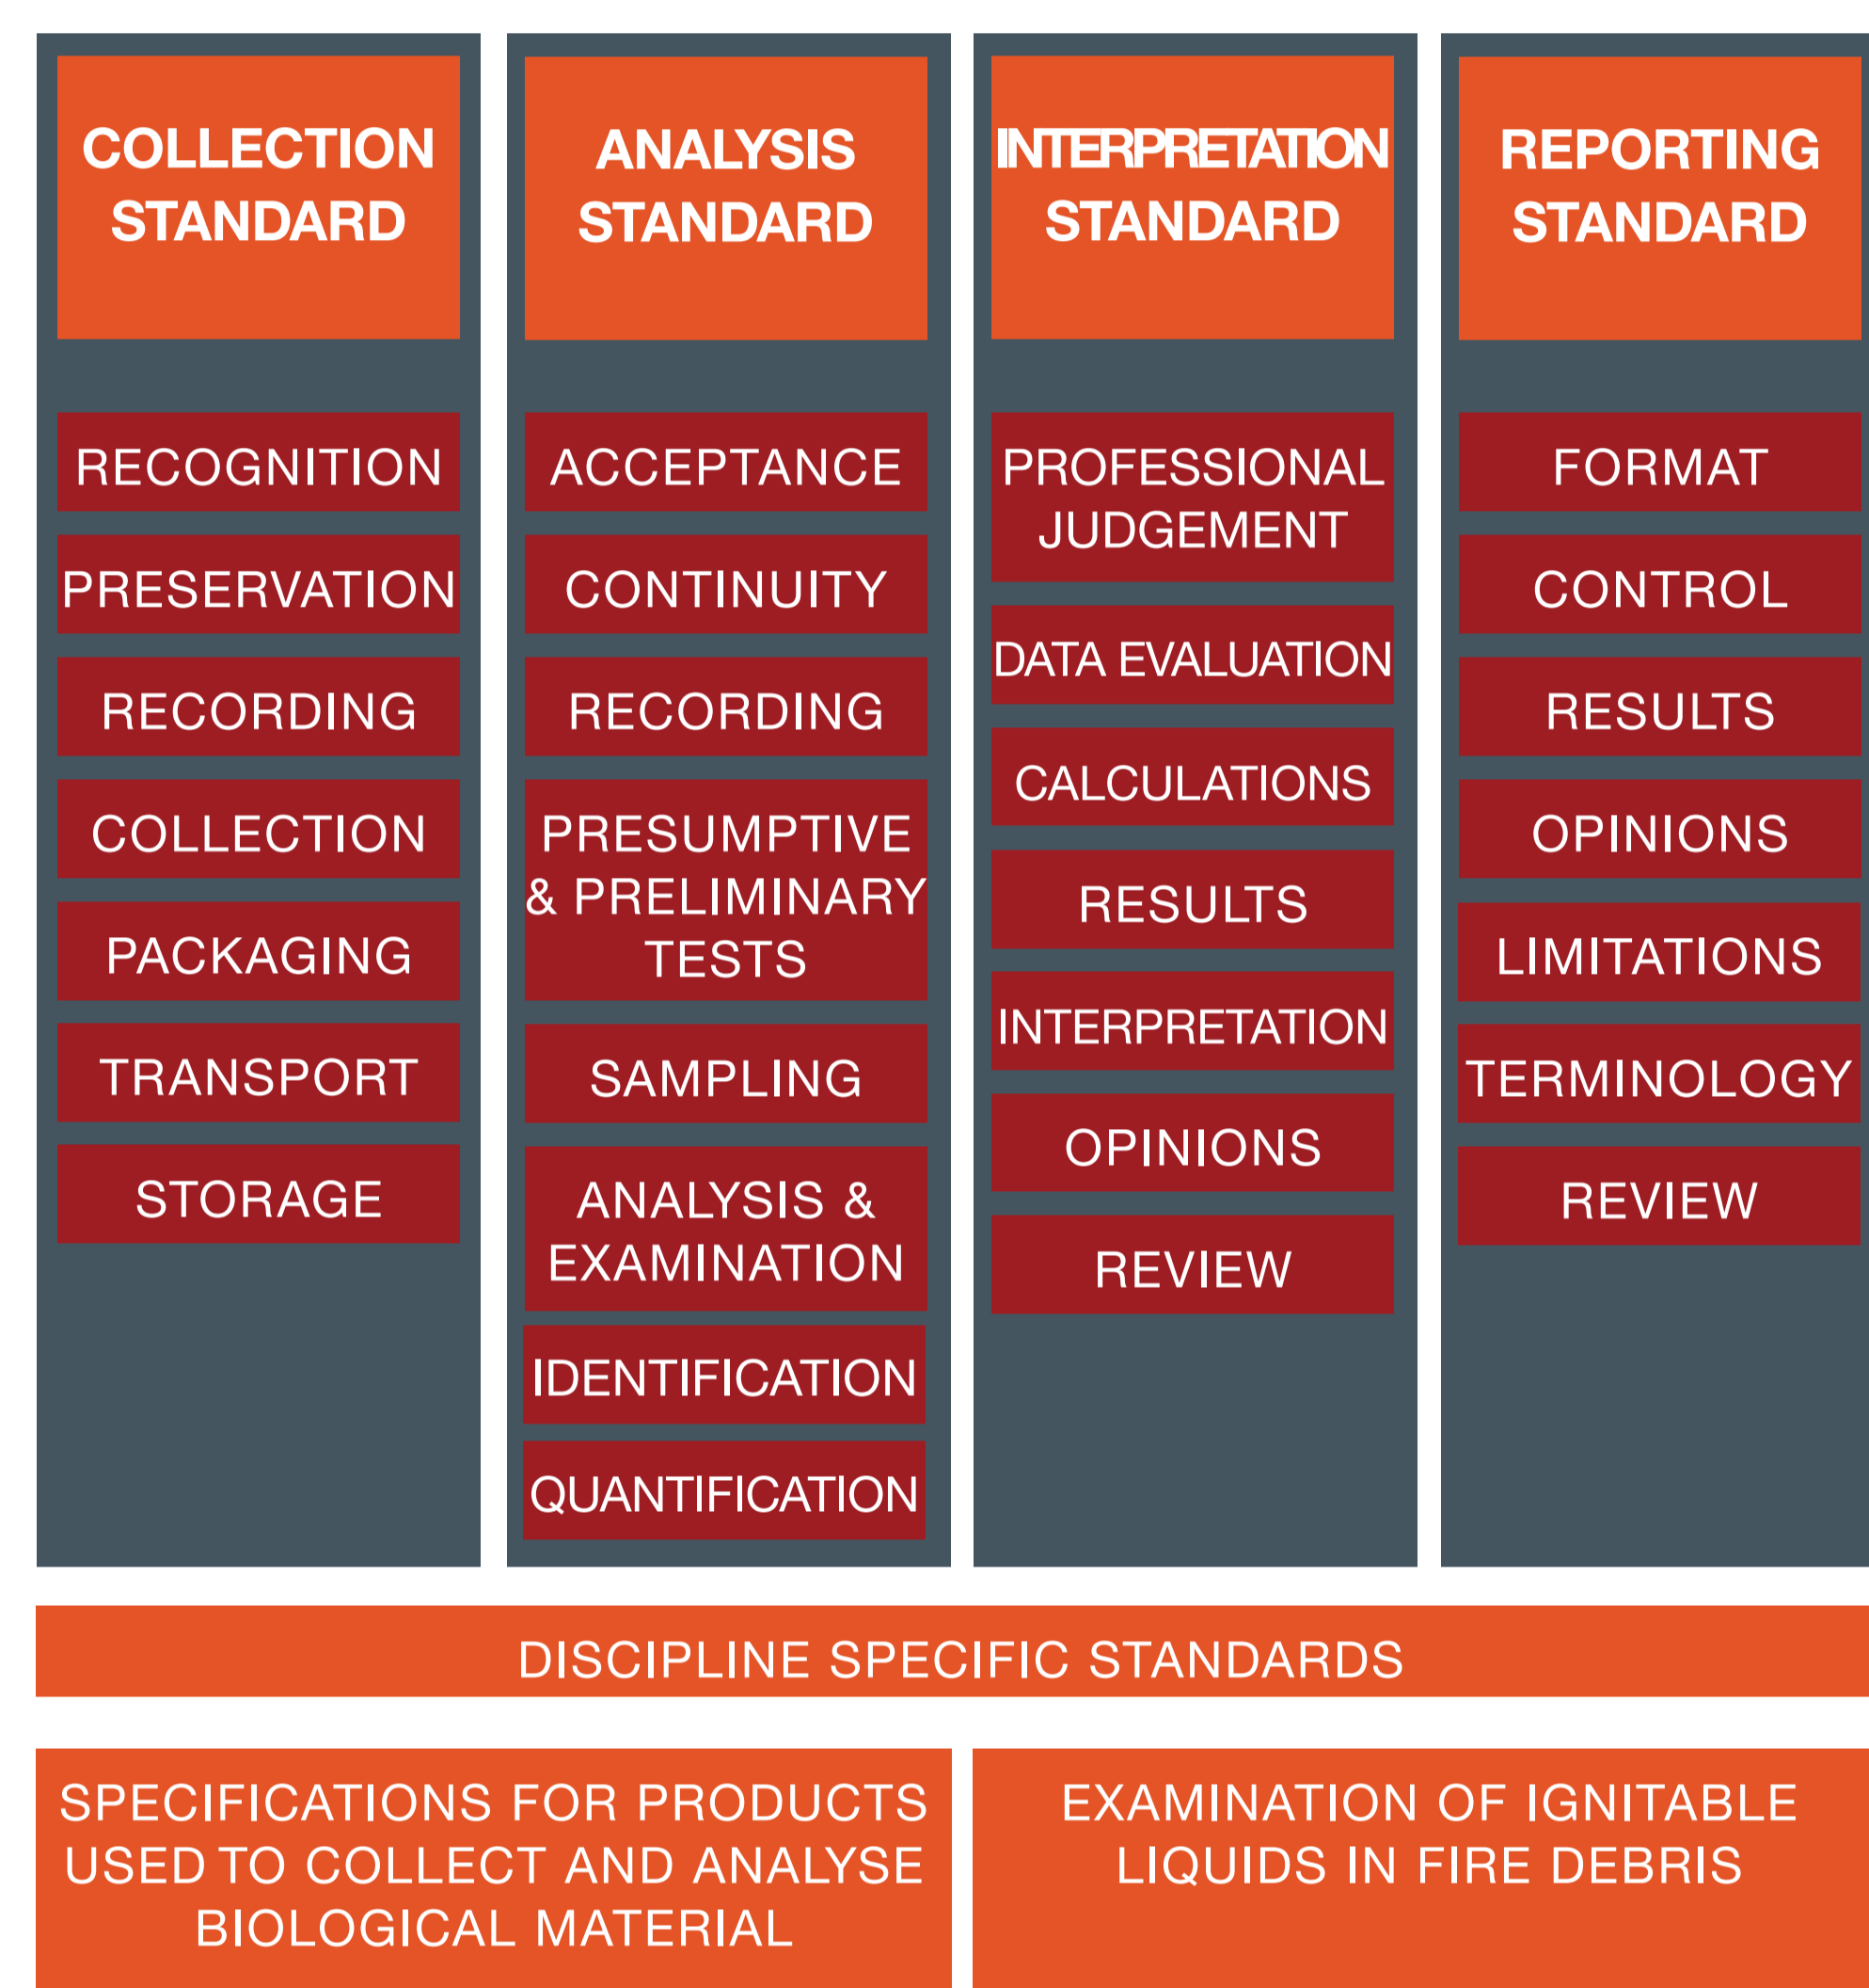 COLLECTION
STANDARD
RECOGNITION
PRESERVATION
RECORDING
COLLECTION
PACKAGING
TRANSPORT
STORAGE
ANALYSIS
STANDARD
ACCEPTANCE
CONTINUITY
RECORDING
PRESUMPTIVE
& PRELIMINARY
TESTS
SAMPLING
ANALYSIS &
EXAMINATION
IDENTIFICATION
QUANTIFICATION
INTERPRETATION
STANDARD
PROFESSIONAL
JUDGEMENT
DATA EVALUATION
CALCULATIONS
RESULTS
INTERPRETATION
OPINIONS
REVIEW
REPORTING
STANDARD
FORMAT
CONTROL
RESULTS
OPINIONS
LIMITATIONS
TERMINOLOGY
REVIEW
DISCIPLINE SPECIFIC STANDARDS
SPECIFICATIONS FOR PRODUCTS
USED TO COLLECT AND ANALYSE
BIOLOGICAL MATERIAL
EXAMINATION OF IGNITABLE
LIQUIDS IN FIRE DEBRIS